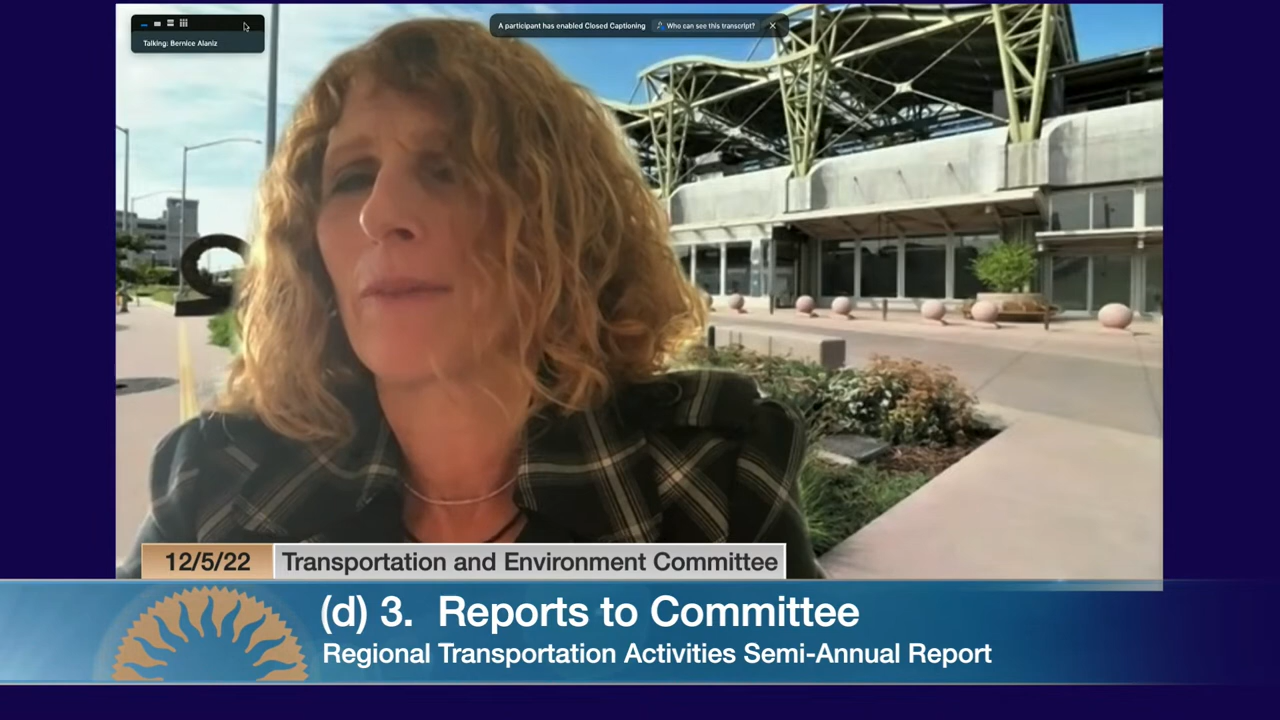 A participant has enabled Closed Captioning Who can see this transcript?
Talking: Bernice Alaniz
12/5/22 Transportation and Environment Committee
(d) 3. Reports to Committee
Regional Transportation Activities Semi-Annual Report